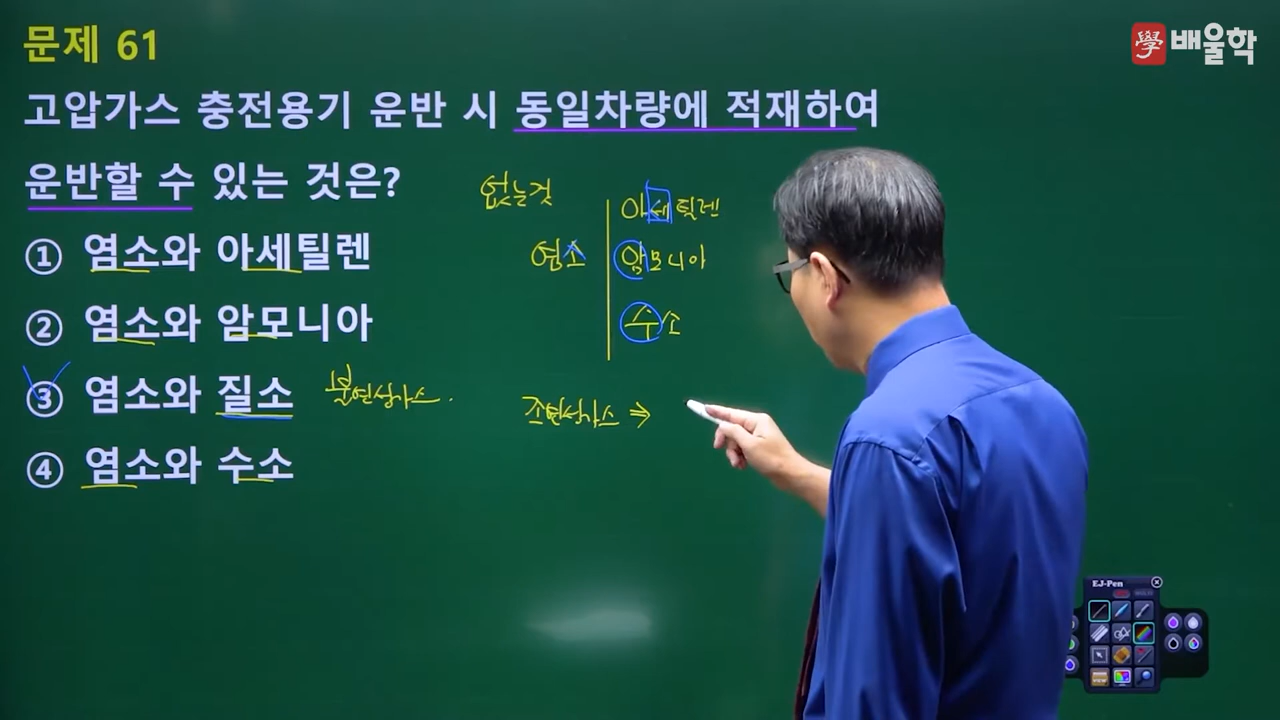 문제 61
學 배울학
고압가스 충전용기 운반 시 동일차량에 적재하여
운반할 수 있는 것은?
없는것
① 염소와 아세틸렌
② 염소와 암모니아
③ 염소와 질소
불연성가스.
④ 염소와 수소
염소
아세틸렌
암모니아
수소
조연성가스 ⇒
EJ-Pen